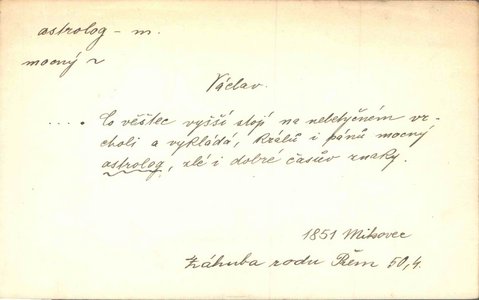 astrolog – m.
mocný ~
Václav.
.... Co věštec vyšší stojí na nebetyčném vr-
choli a vykládá, králů i pánů mocný
astrolog, zlé i dobré časův znaky.
1851 Mikovec
Záhuba rodu Přem 50,4.